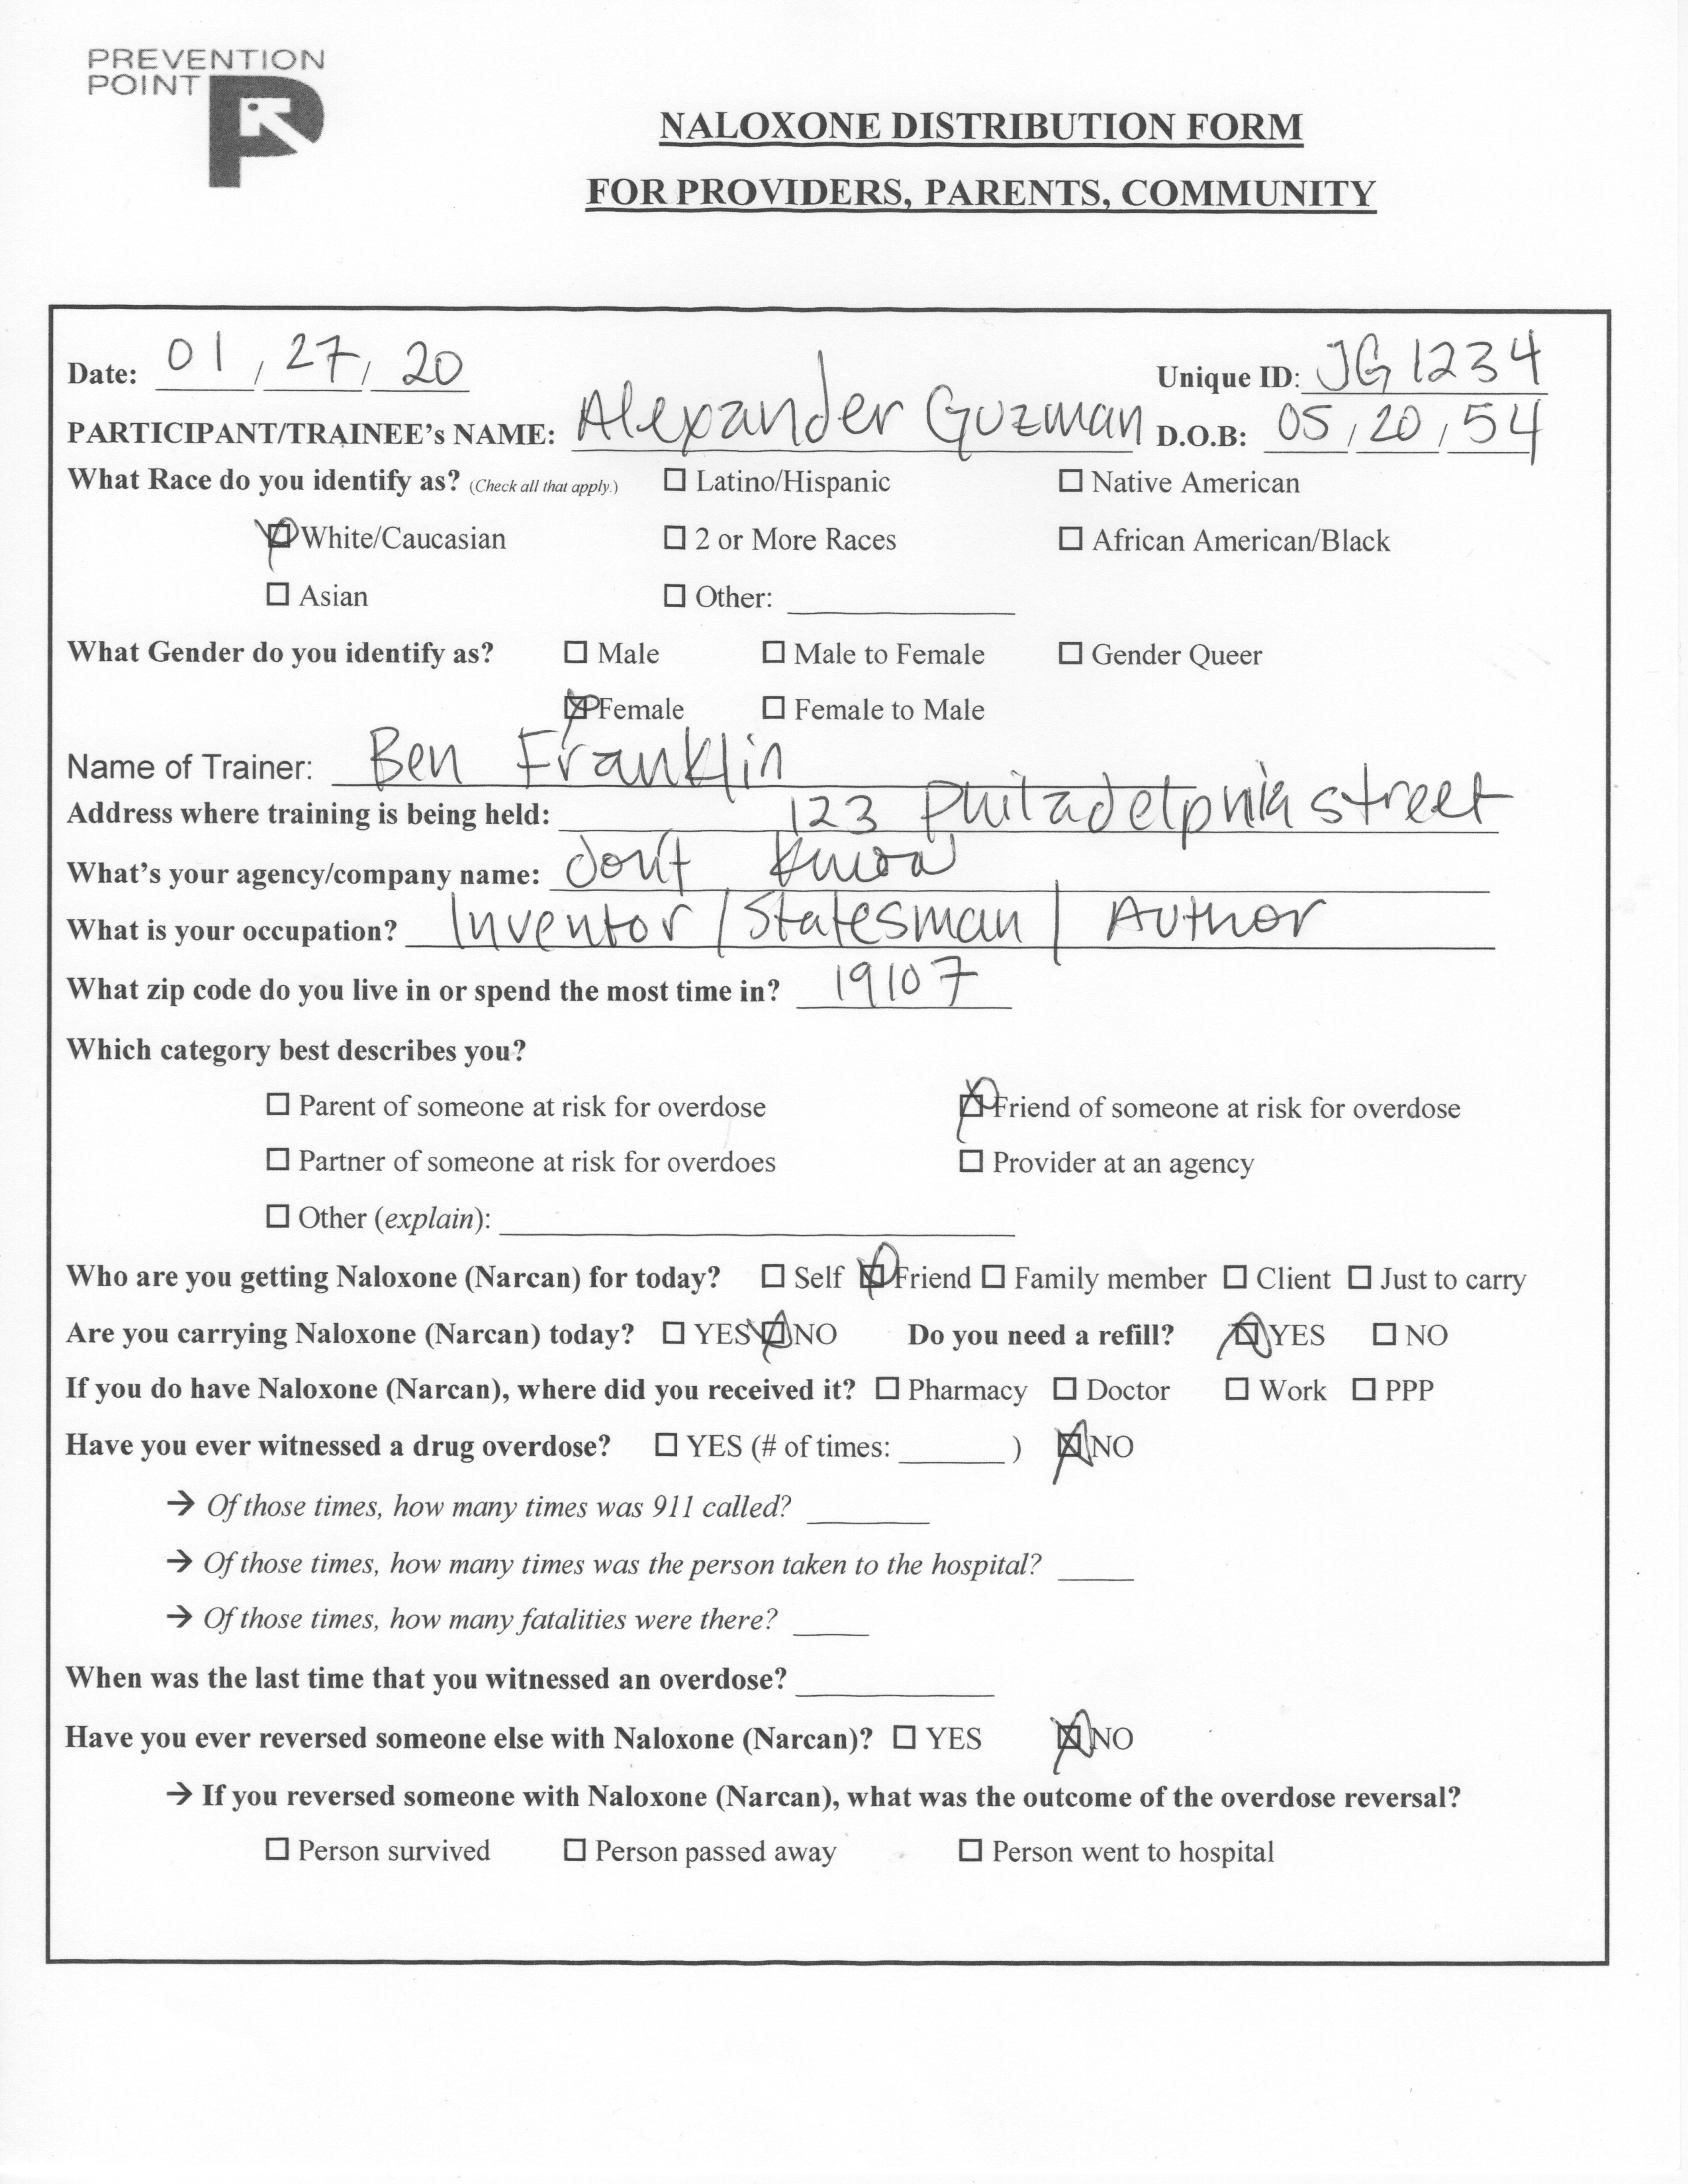 PREVENTION
POINT
P
NALOXONE DISTRIBUTION FORM
FOR PROVIDERS, PARENTS, COMMUNITY
Date: 01 / 27 / 20 Unique ID: JG1234
PARTICIPANT/TRAINEE's NAME: Alexander Guzman D.O.B: 05 / 20 / 54
What Race do you identify as? (Check all that apply.) ☐ Latino/Hispanic ☐ Native American
☒ White/Caucasian ☐ 2 or More Races ☐ African American/Black
☐ Asian ☐ Other: ____
What Gender do you identify as? ☐ Male ☐ Male to Female ☐ Gender Queer
☒ Female ☐ Female to Male
Name of Trainer: Ben Franklin
Address where training is being held: 123 Philadelphia street
What's your agency/company name: don't know
What is your occupation? Inventor / Statesman / Author
What zip code do you live in or spend the most time in? 19107
Which category best describes you?
☐ Parent of someone at risk for overdose ☒ Friend of someone at risk for overdose
☐ Partner of someone at risk for overdoes ☐ Provider at an agency
☐ Other (explain): ____
Who are you getting Naloxone (Narcan) for today? ☐ Self ☒ Friend ☐ Family member ☐ Client ☐ Just to carry
Are you carrying Naloxone (Narcan) today? ☐ YES ☒ NO Do you need a refill? ☒ YES ☐ NO
If you do have Naloxone (Narcan), where did you received it? ☐ Pharmacy ☐ Doctor ☐ Work ☐ PPP
Have you ever witnessed a drug overdose? ☐ YES (# of times: ____ ) ☒ NO
→ Of those times, how many times was 911 called? ____
→ Of those times, how many times was the person taken to the hospital? ____
→ Of those times, how many fatalities were there? ____
When was the last time that you witnessed an overdose? ____
Have you ever reversed someone else with Naloxone (Narcan)? ☐ YES ☒ NO
→ If you reversed someone with Naloxone (Narcan), what was the outcome of the overdose reversal?
☐ Person survived ☐ Person passed away ☐ Person went to hospital